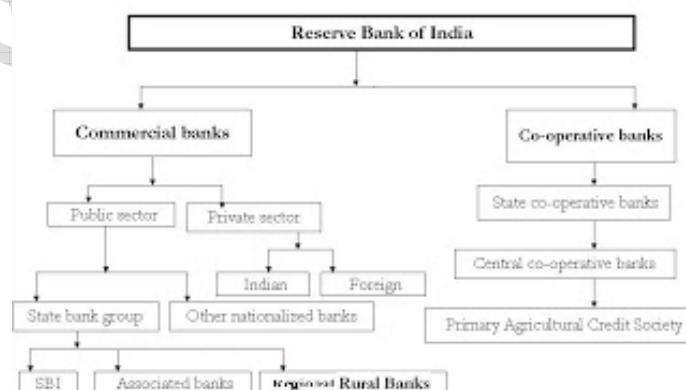 Reserve Bank of India
Commercial banks
Co-operative banks
Public sector
Private sector
State co-operative banks
Indian
Foreign
Central co-operative banks
State bank group
Other nationalized banks
Primary Agricultural Credit Society
SBI
Associated banks
Regional Rural Banks